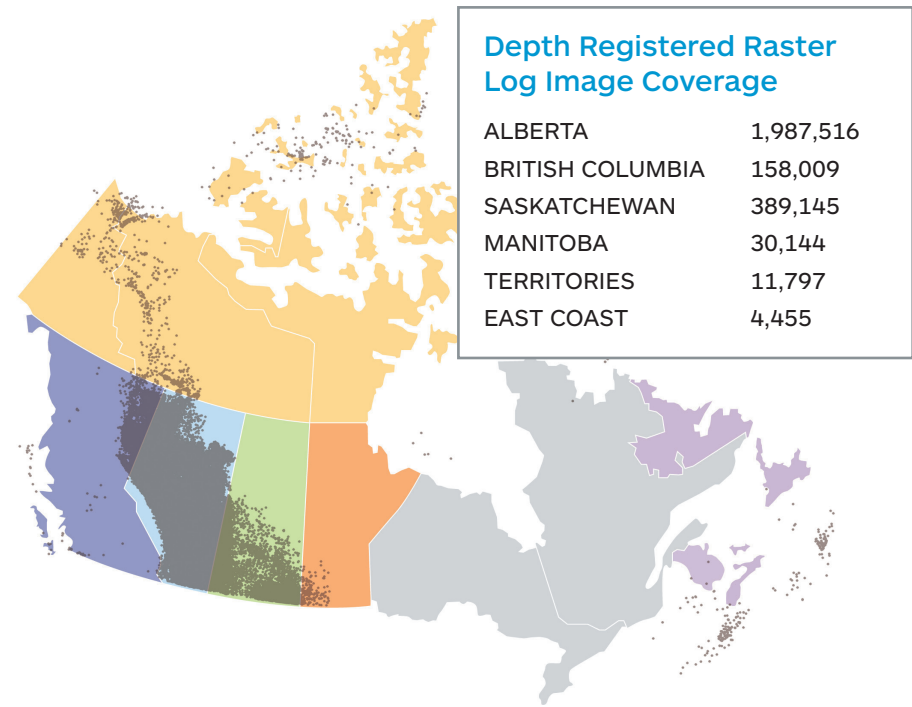 Depth Registered Raster
Log Image Coverage
ALBERTA 1,987,516
BRITISH COLUMBIA 158,009
SASKATCHEWAN 389,145
MANITOBA 30,144
TERRITORIES 11,797
EAST COAST 4,455